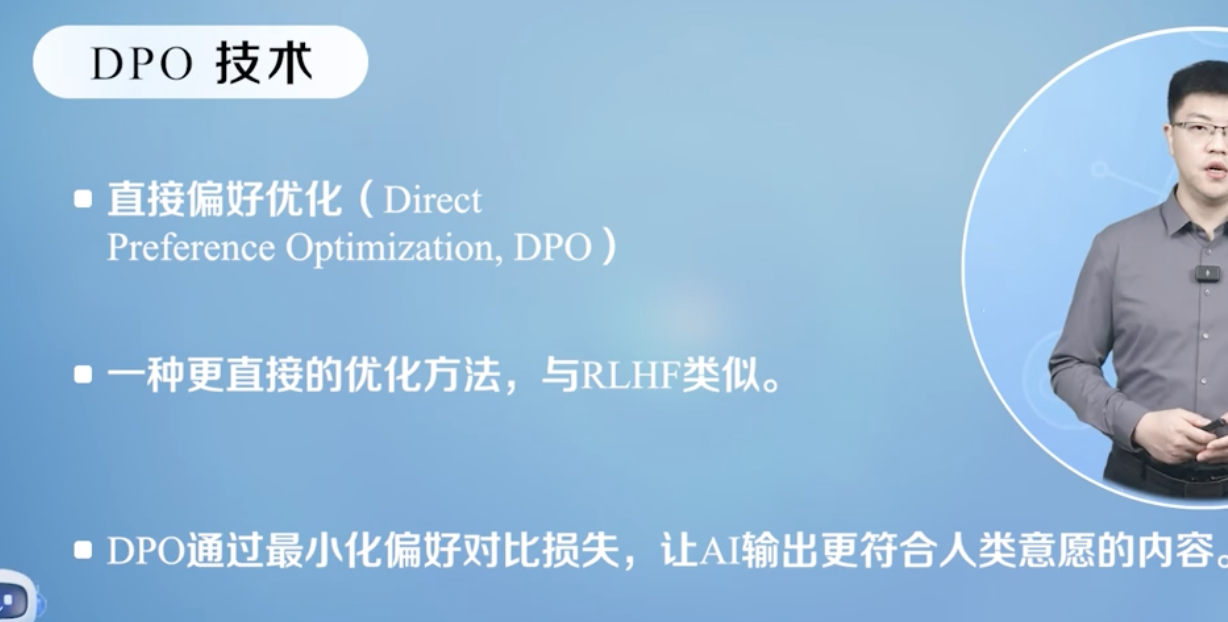 DPO 技术
直接偏好优化（Direct
Preference Optimization, DPO）
一种更直接的优化方法，与RLHF类似。
DPO通过最小化偏好对比损失，让AI输出更符合人类意愿的内容。